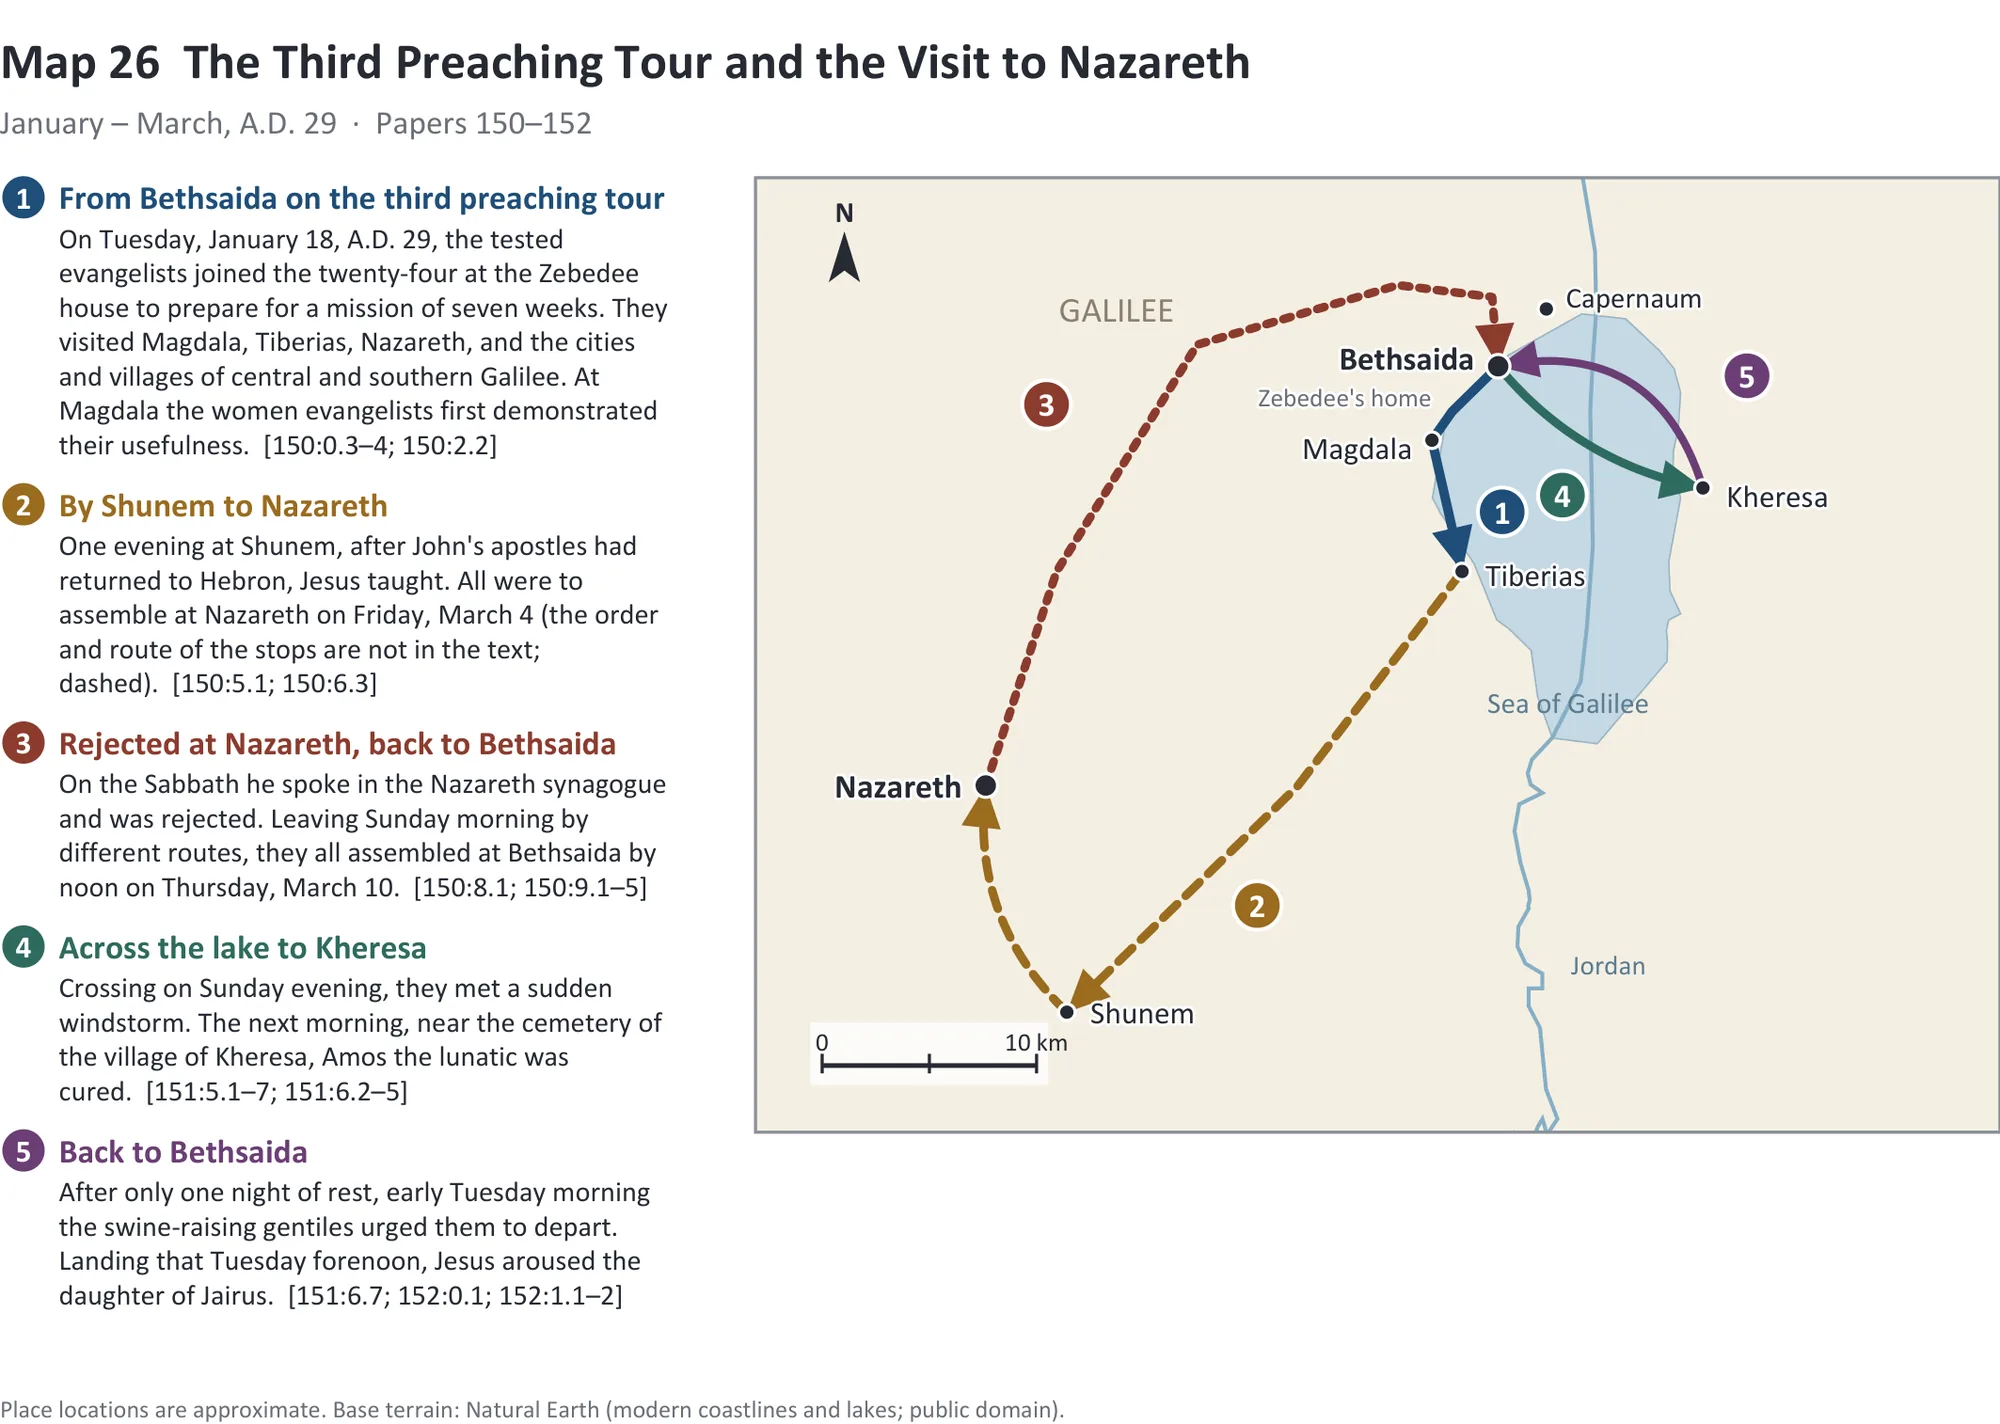 Map 26  The Third Preaching Tour and the Visit to Nazareth
January – March, A.D. 29  ·  Papers 150–152
1 From Bethsaida on the third preaching tour
On Tuesday, January 18, A.D. 29, the tested
evangelists joined the twenty-four at the Zebedee
house to prepare for a mission of seven weeks. They
visited Magdala, Tiberias, Nazareth, and the cities
and villages of central and southern Galilee. At
Magdala the women evangelists first demonstrated
their usefulness.  [150:0.3–4; 150:2.2]
2 By Shunem to Nazareth
One evening at Shunem, after John's apostles had
returned to Hebron, Jesus taught. All were to
assemble at Nazareth on Friday, March 4 (the order
and route of the stops are not in the text;
dashed).  [150:5.1; 150:6.3]
3 Rejected at Nazareth, back to Bethsaida
On the Sabbath he spoke in the Nazareth synagogue
and was rejected. Leaving Sunday morning by
different routes, they all assembled at Bethsaida by
noon on Thursday, March 10.  [150:8.1; 150:9.1–5]
4 Across the lake to Kheresa
Crossing on Sunday evening, they met a sudden
windstorm. The next morning, near the cemetery of
the village of Kheresa, Amos the lunatic was
cured.  [151:5.1–7; 151:6.2–5]
5 Back to Bethsaida
After only one night of rest, early Tuesday morning
the swine-raising gentiles urged them to depart.
Landing that Tuesday forenoon, Jesus aroused the
daughter of Jairus.  [151:6.7; 152:0.1; 152:1.1–2]
N
GALILEE
Capernaum
Bethsaida
5
Zebedee's home
3
Magdala
Kheresa
4
1
Tiberias
Sea of Galilee
Nazareth
2
Jordan
Shunem
0 10 km
Place locations are approximate. Base terrain: Natural Earth (modern coastlines and lakes; public domain).